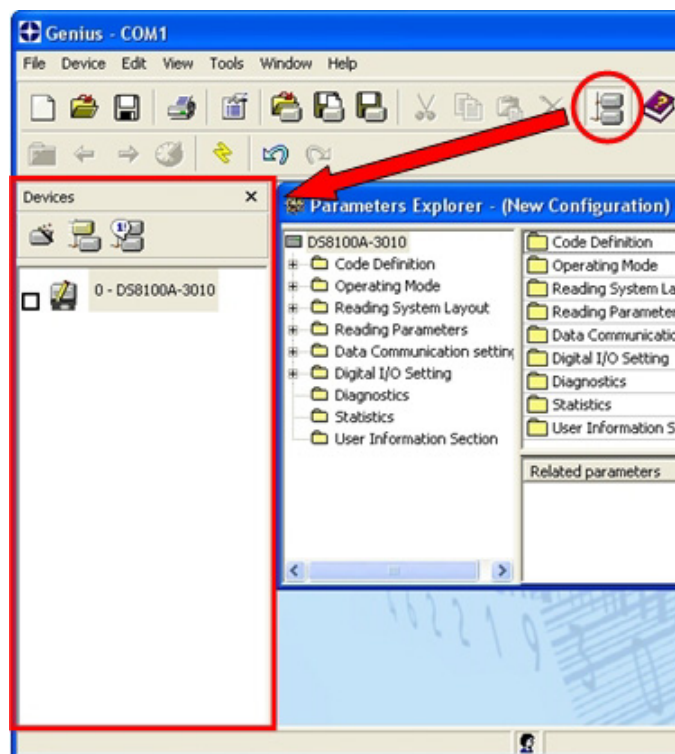 Genius - COM1
File Device Edit View Tools Window Help
Devices
0 - DS8100A-3010
Parameters Explorer - (New Configuration)
DS8100A-3010
Code Definition
Operating Mode
Reading System Layout
Reading Parameters
Data Communication settin
Digital I/O Setting
Diagnostics
Statistics
User Information Section
Code Definition
Operating Mode
Reading System La
Reading Parameter
Data Communicatio
Digital I/O Setting
Diagnostics
Statistics
User Information S
Related parameters